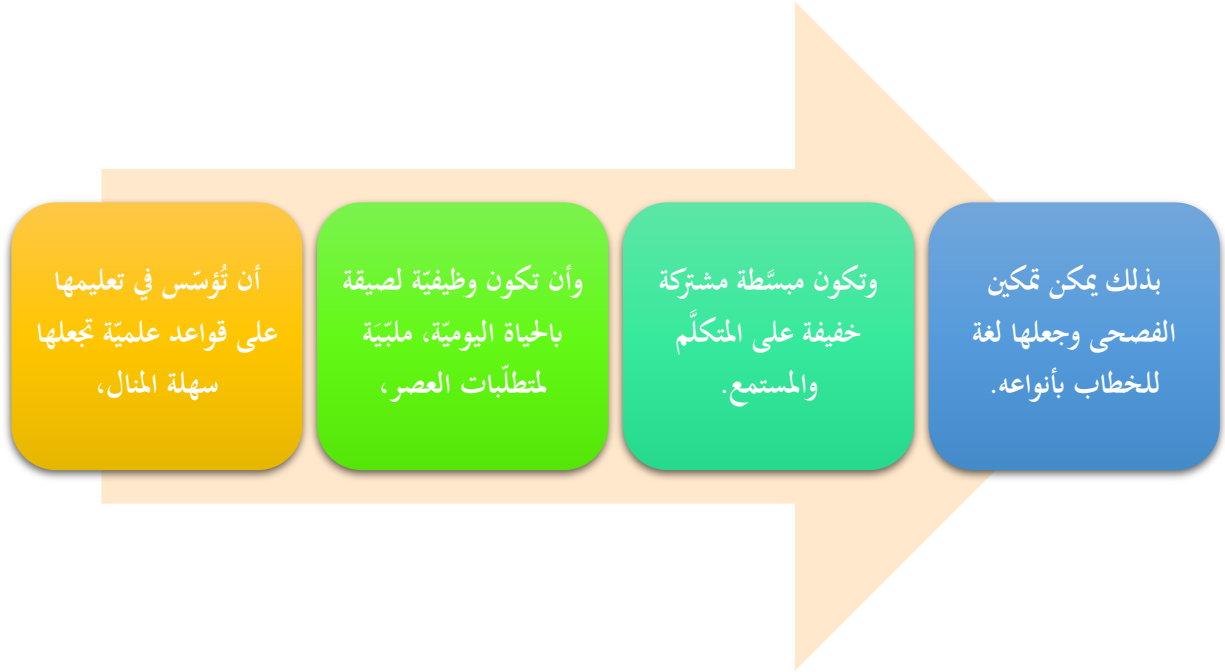 أن تُؤسّس في تعليمها
على قواعد علميّة تجعلها
سهلة المنال،
وأن تكون وظيفيّة لصيقة
بالحياة اليوميّة، ملبّيَة
لمتطلّبات العصر،
وتكون مبسَّطة مشتركة
خفيفة على المتكلَّم
والمستمع.
بذلك يمكن تمكين
الفصحى وجعلها لغة
للخطاب بأنواعه.